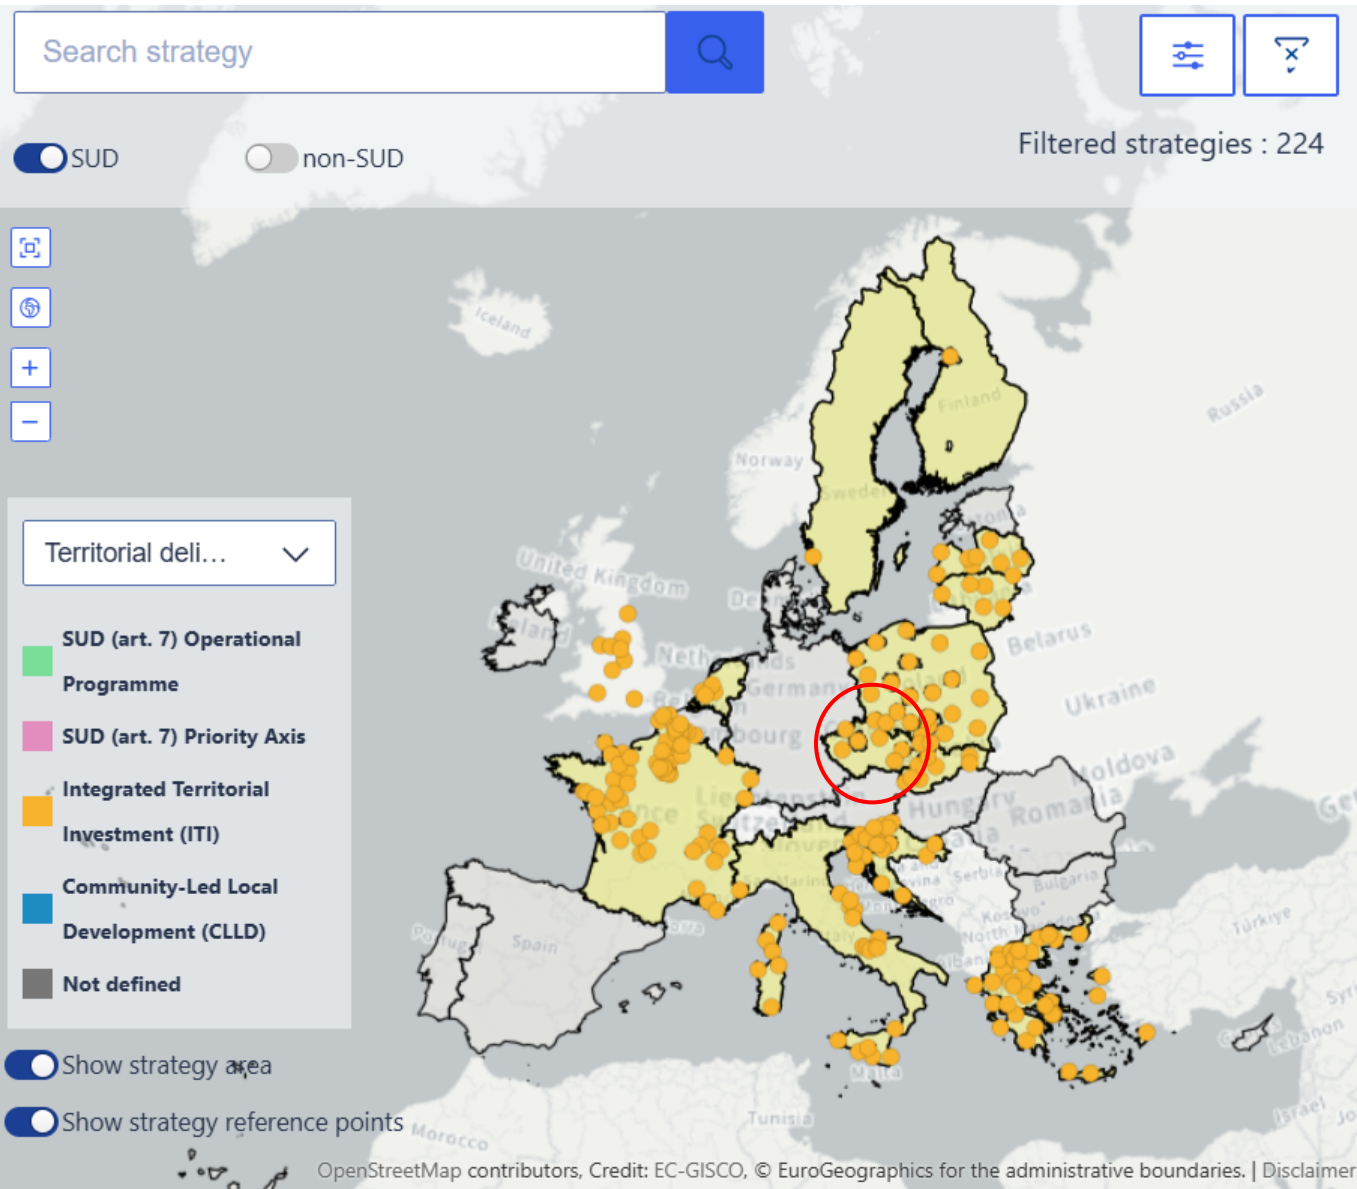 Search strategy
SUD
non-SUD
Filtered strategies : 224
Iceland
Russia
Norway
Finland
Sweden
United Kingdom
Belarus
Germany
Ukraine
Moldova
Hungary
Romania
Serbia
Bulgaria
Kosovo*
Türkiye
Spain
Italy
Malta
Tunisia
Morocco
Lebanon
Israel
+
−
Territorial deli...
SUD (art. 7) Operational
Programme
SUD (art. 7) Priority Axis
Integrated Territorial
Investment (ITI)
Community-Led Local
Development (CLLD)
Not defined
Show strategy area
Show strategy reference points
OpenStreetMap contributors, Credit: EC-GISCO, © EuroGeographics for the administrative boundaries. | Disclaimer